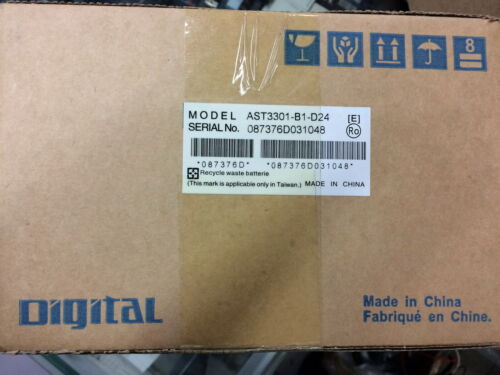 8
MODEL AST3301-B1-D24 [E]
SERIAL No. 087376D031048 Ro
*087376D* *087376D031048*
Recycle waste batterie
(This mark is applicable only in Taiwan.) MADE IN CHINA
Digital
Made in China
Fabriqué en Chine.